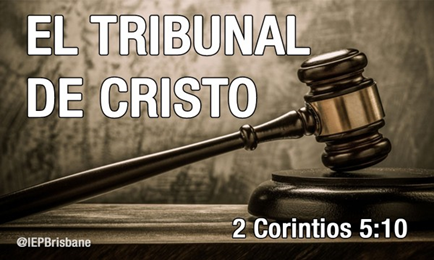 EL TRIBUNAL
DE CRISTO
2 Corintios 5:10
@IEPBrisbane